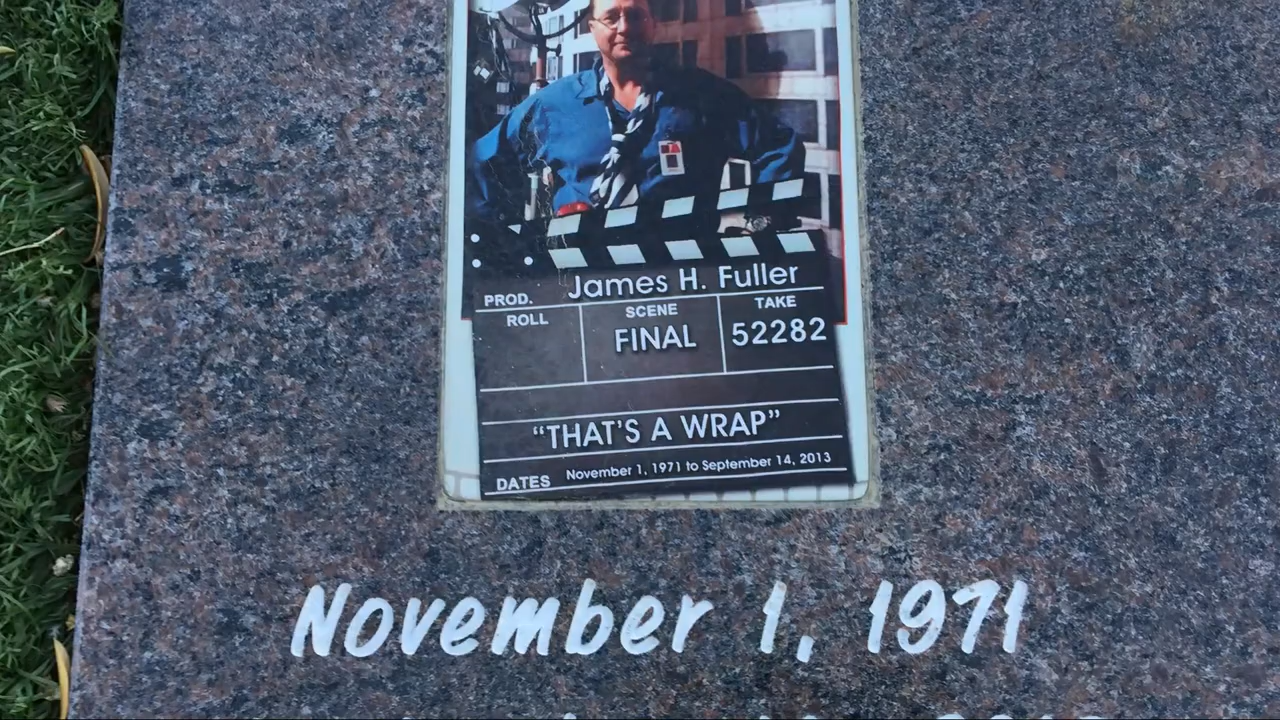 James H. Fuller
PROD.
ROLL
SCENE
FINAL
TAKE
52282
“THAT'S A WRAP”
DATES November 1, 1971 to September 14, 2013
November 1, 1971